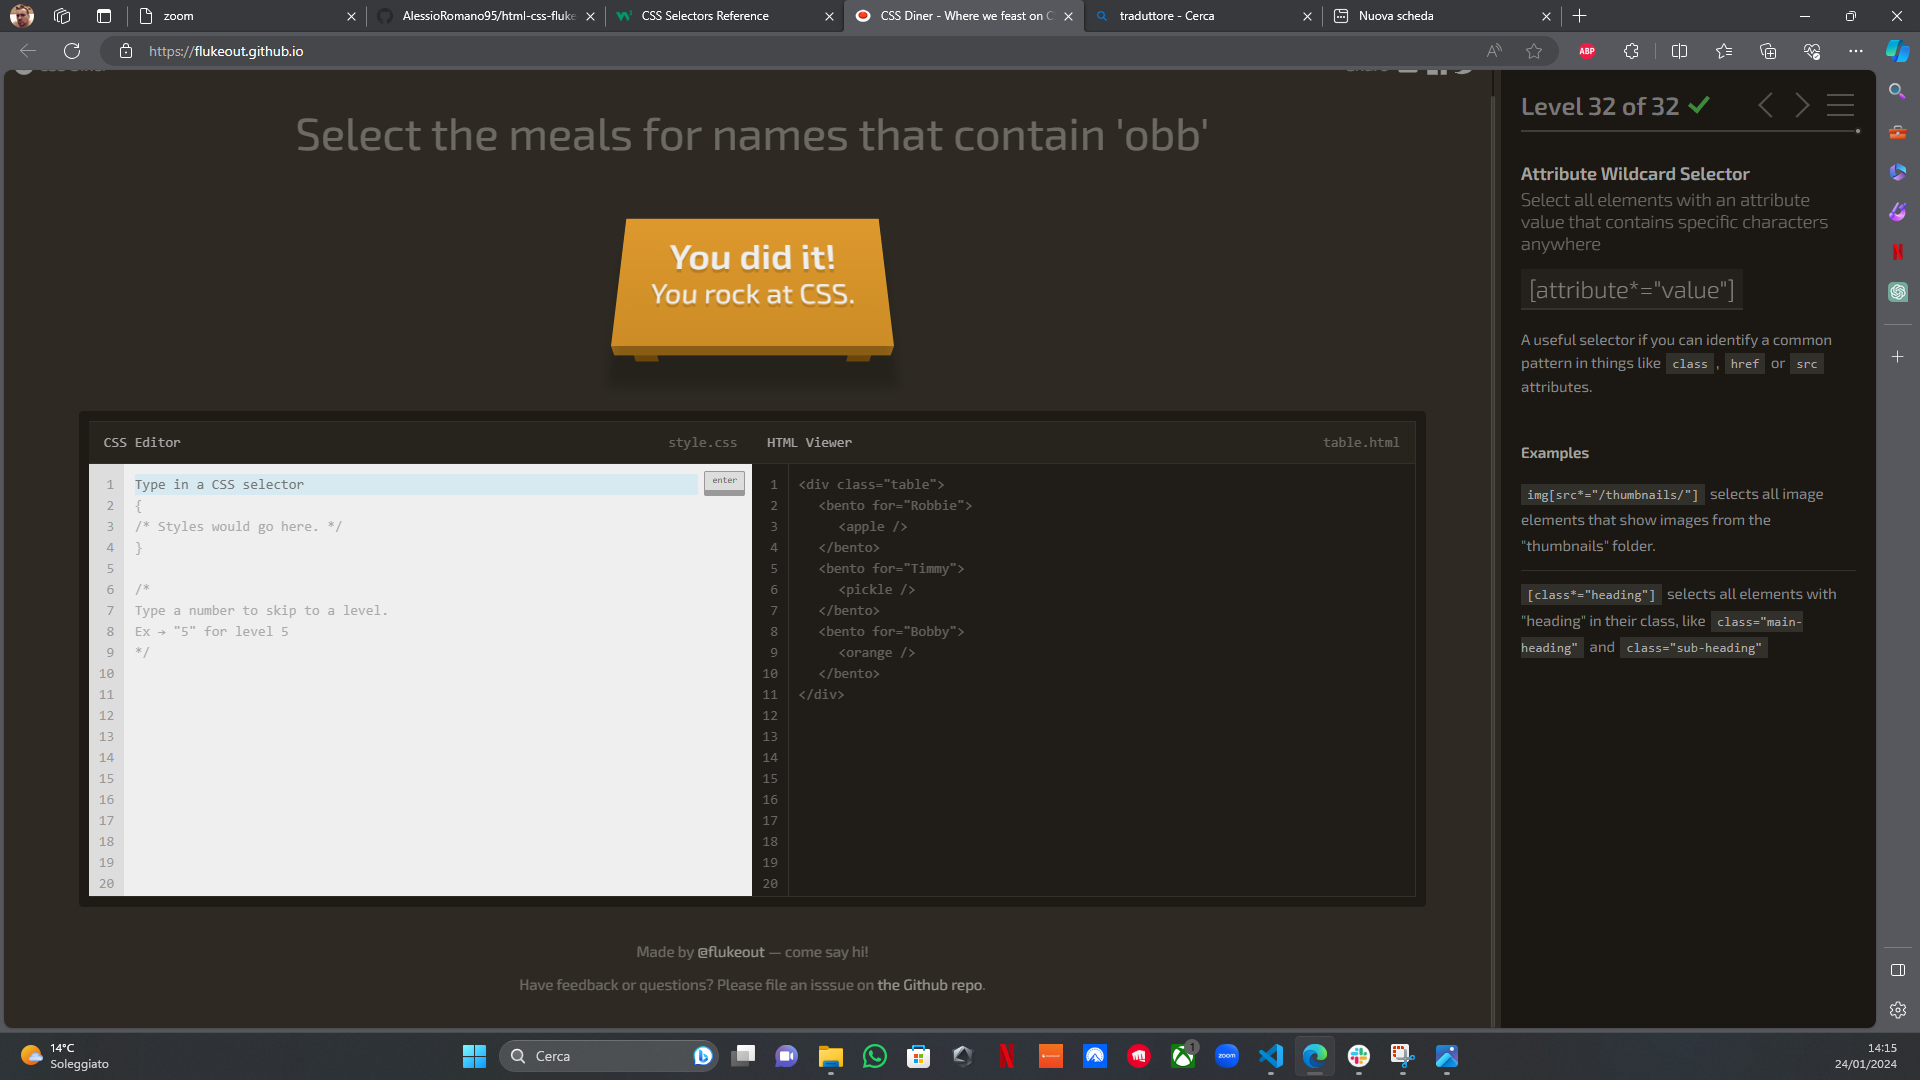 zoom
AlessioRomano95/html-css-fluke
CSS Selectors Reference
CSS Diner - Where we feast on C
traduttore - Cerca
Nuova scheda
https://flukeout.github.io
ABP
Select the meals for names that contain 'obb'
You did it!
You rock at CSS.
CSS Editor
style.css
HTML Viewer
table.html
1 Type in a CSS selector
enter
2 {
3 /* Styles would go here. */
4 }
5
6 /*
7 Type a number to skip to a level.
8 Ex → "5" for level 5
9 */
10
11
12
13
14
15
16
17
18
19
20
1 <div class="table">
2 <bento for="Robbie">
3 <apple />
4 </bento>
5 <bento for="Timmy">
6 <pickle />
7 </bento>
8 <bento for="Bobby">
9 <orange />
10 </bento>
11 </div>
12
13
14
15
16
17
18
19
20
Made by @flukeout — come say hi!
Have feedback or questions? Please file an isssue on the Github repo.
Level 32 of 32
Attribute Wildcard Selector
Select all elements with an attribute
value that contains specific characters
anywhere
[attribute*="value"]
A useful selector if you can identify a common
pattern in things like class, href or src
attributes.
Examples
img[src*="/thumbnails/"] selects all image
elements that show images from the
"thumbnails" folder.
[class*="heading"] selects all elements with
"heading" in their class, like class="main-
heading" and class="sub-heading"
14°C
Soleggiato
Cerca
zoom
1
14:15
24/01/2024